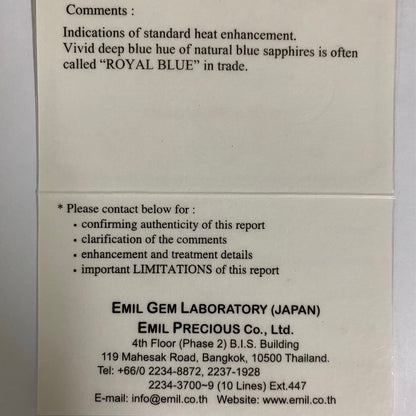 Comments :
Indications of standard heat enhancement.
Vivid deep blue hue of natural blue sapphires is often
called “ROYAL BLUE” in trade.
* Please contact below for :
• confirming authenticity of this report
• clarification of the comments
• enhancement and treatment details
• important LIMITATIONS of this report
EMIL GEM LABORATORY (JAPAN)
EMIL PRECIOUS CO., Ltd.
4th Floor (Phase 2) B.I.S. Building
119 Mahesak Road, Bangkok, 10500 Thailand.
Tel: +66/0 2234-8872, 2237-1928
2234-3700~9 (10 Lines) Ext.447
E-mail: info@emil.co.th Website: www.emil.co.th